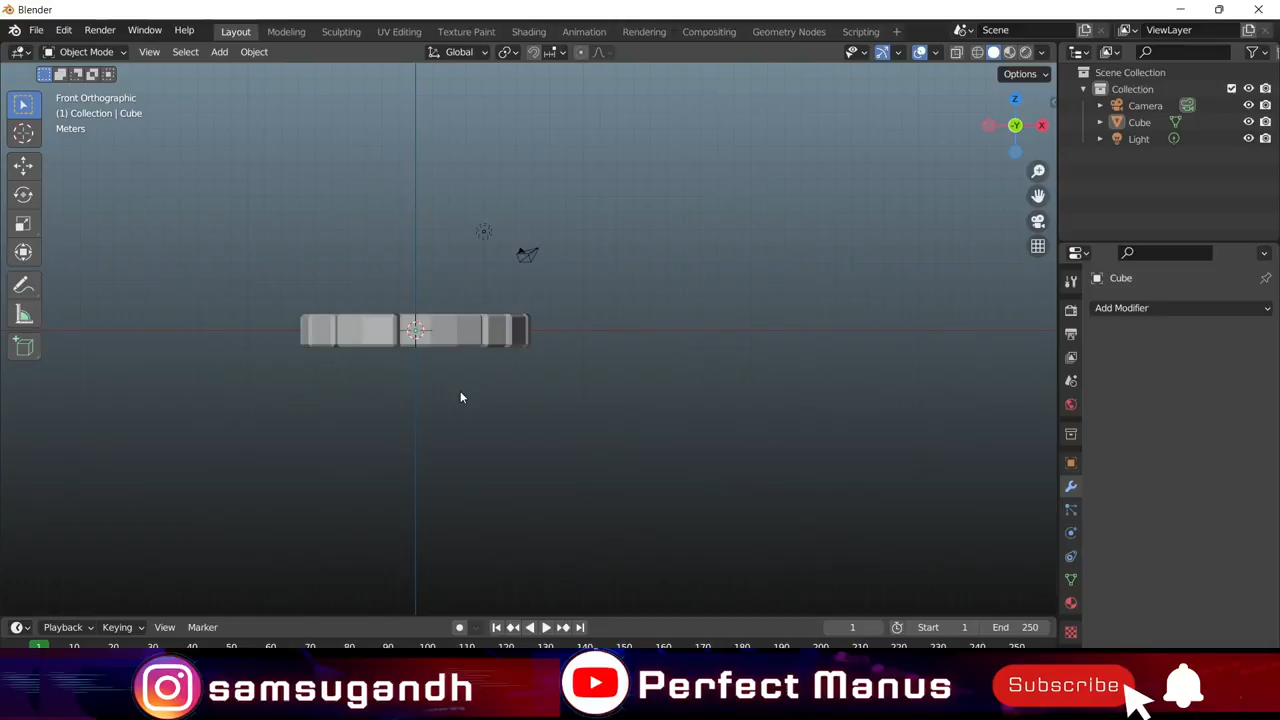 Blender
File Edit Render Window Help Layout Modeling Sculpting UV Editing Texture Paint Shading Animation Rendering Compositing Geometry Nodes Scripting + Scene ViewLayer
Object Mode View Select Add Object Global
Options
Front Orthographic
(1) Collection | Cube
Meters
Z
-Y X
Scene Collection
Collection
Camera
Cube
Light
Cube
Add Modifier
Playback Keying View Marker 1 Start 1 End 250
1
samsugandh Perfect Manus Subscribe